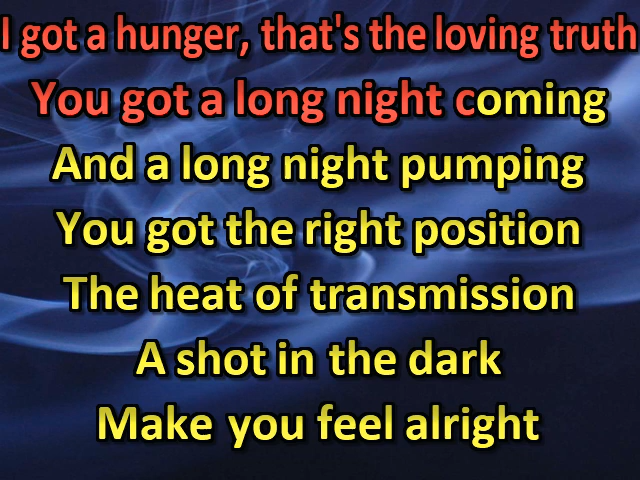 I got a hunger, that's the loving truth
You got a long night coming
And a long night pumping
You got the right position
The heat of transmission
A shot in the dark
Make you feel alright